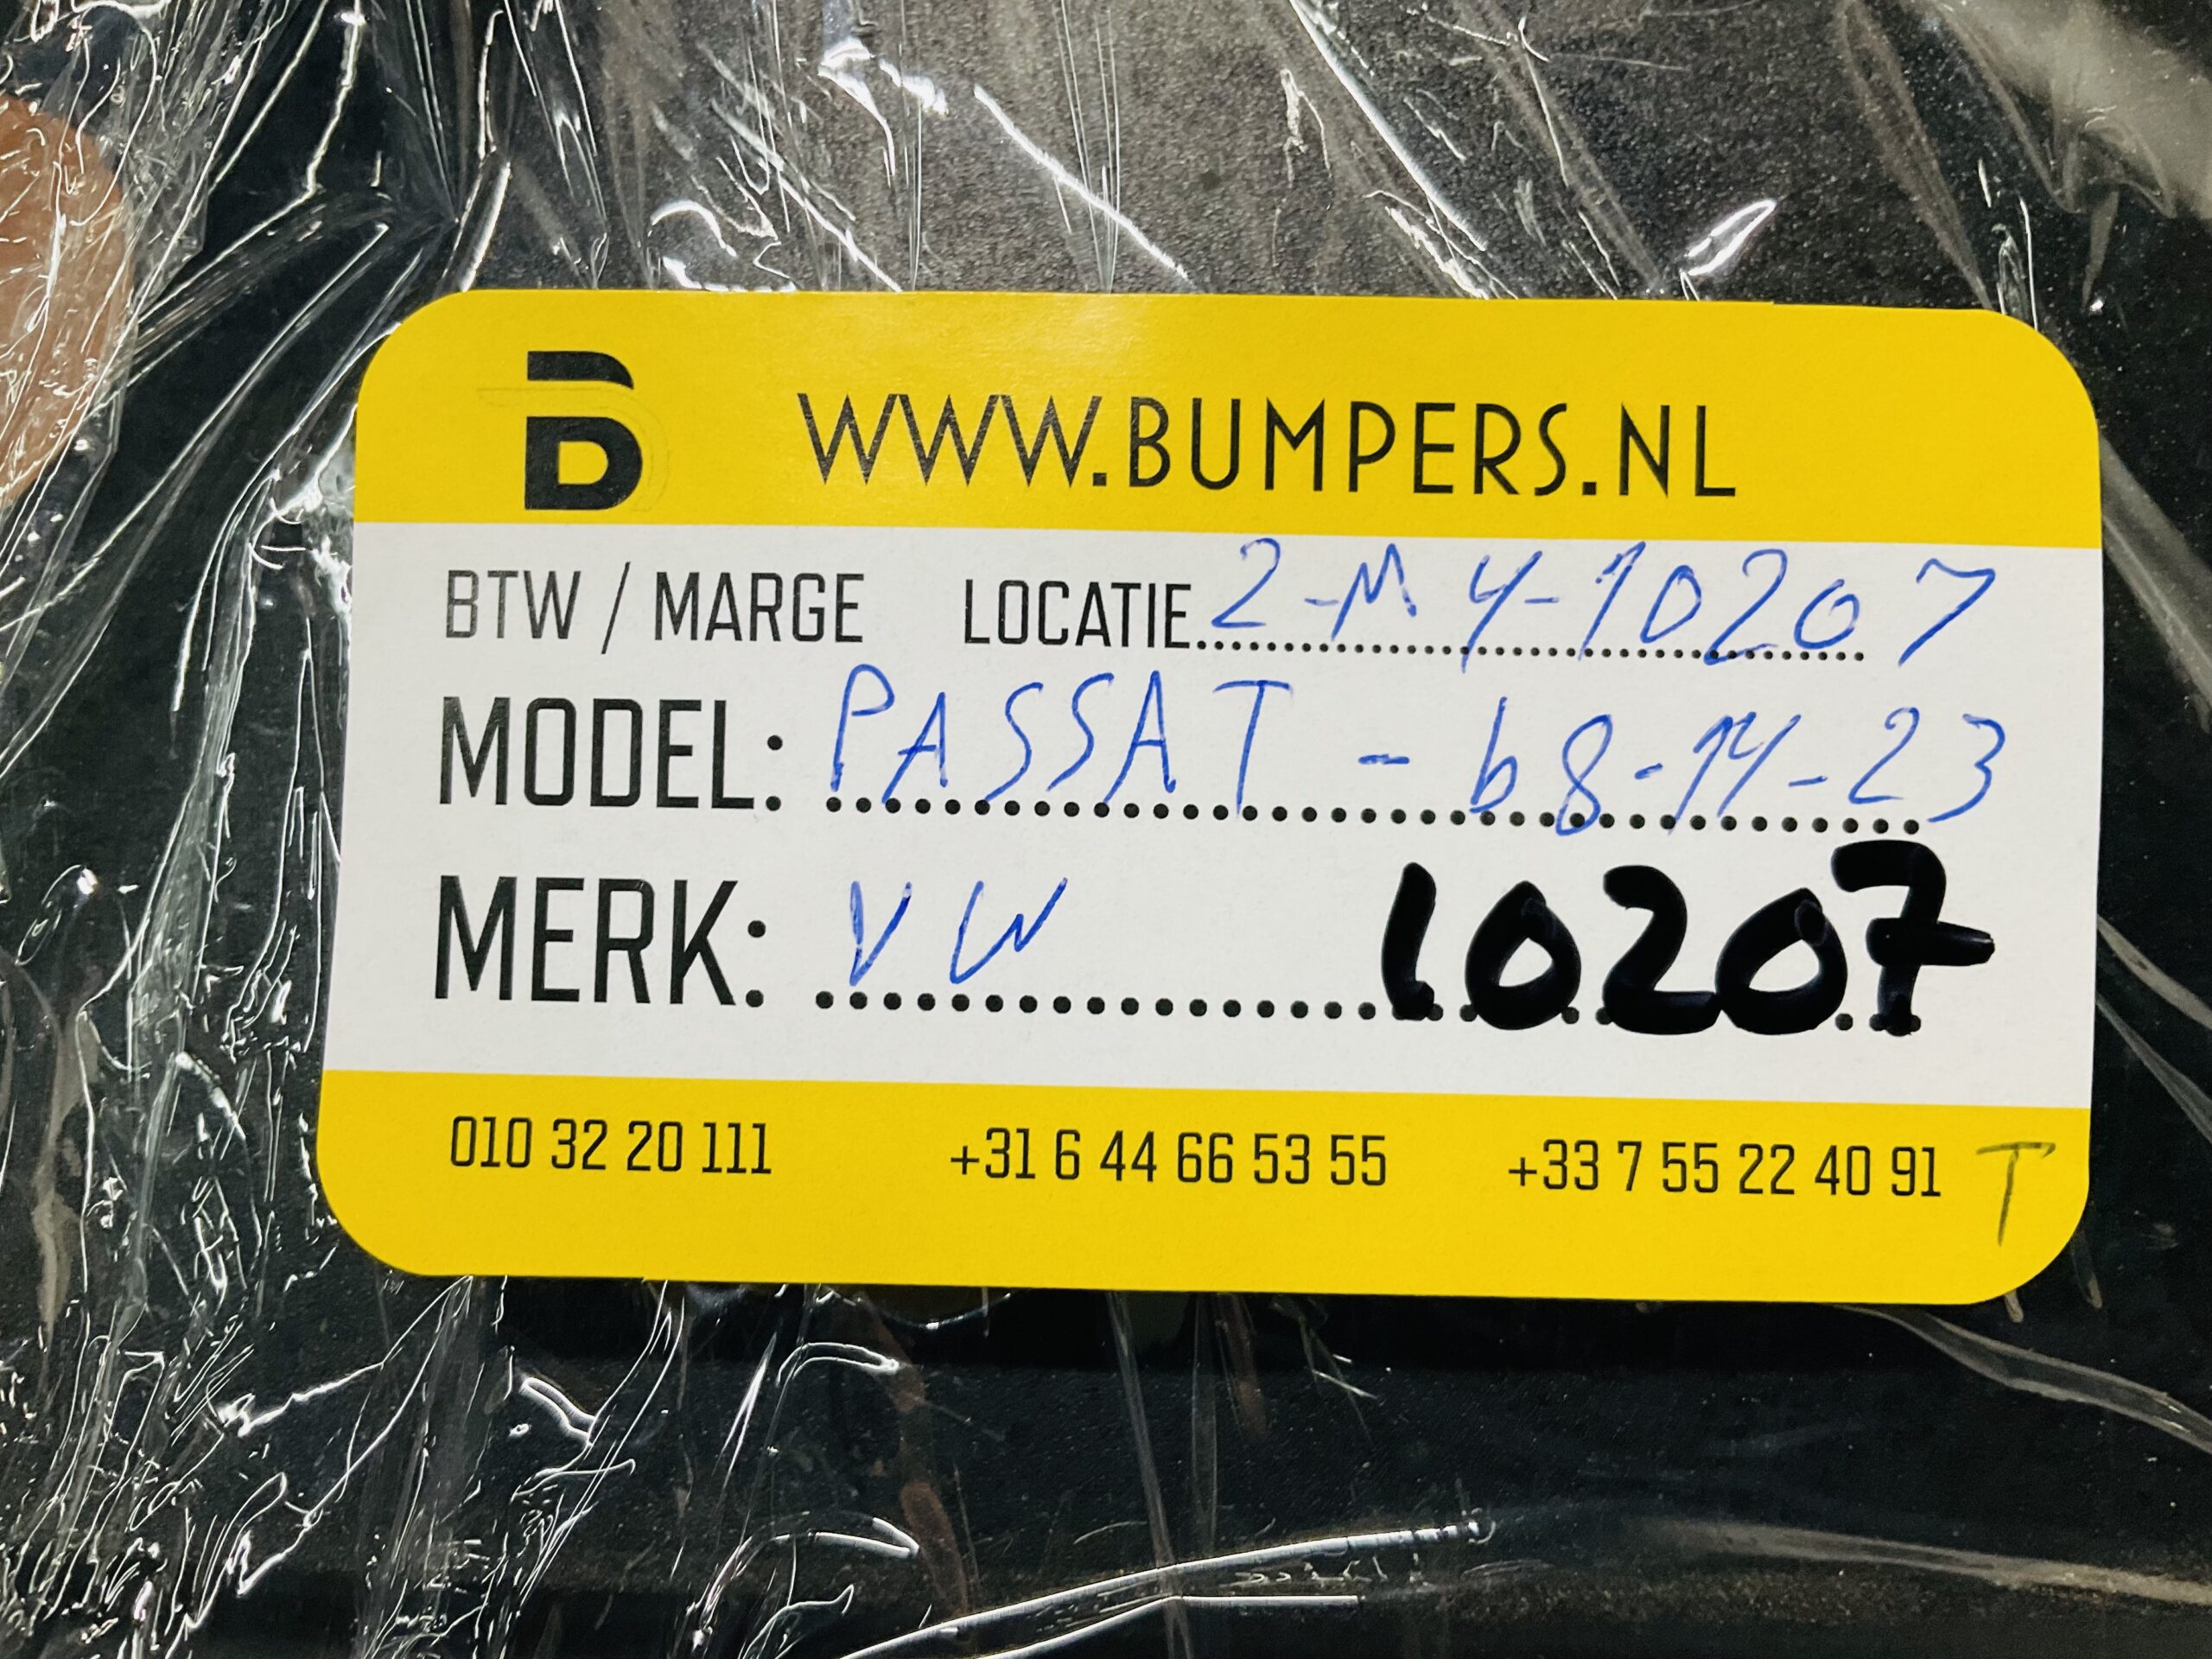 B WWW.BUMPERS.NL
BTW / MARGE LOCATIE 2-M4-10207
MODEL: PASSAT - b8-14-23
MERK: VW 10207
010 32 20 111 +31 6 44 66 53 55 +33 7 55 22 40 91 T